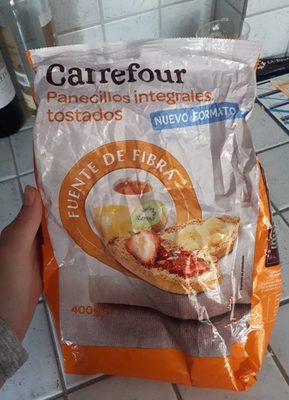 Carrefour
Panecillos integrales
tostados
NUEVO FORMATO
FUENTE DE FIBRA
400g